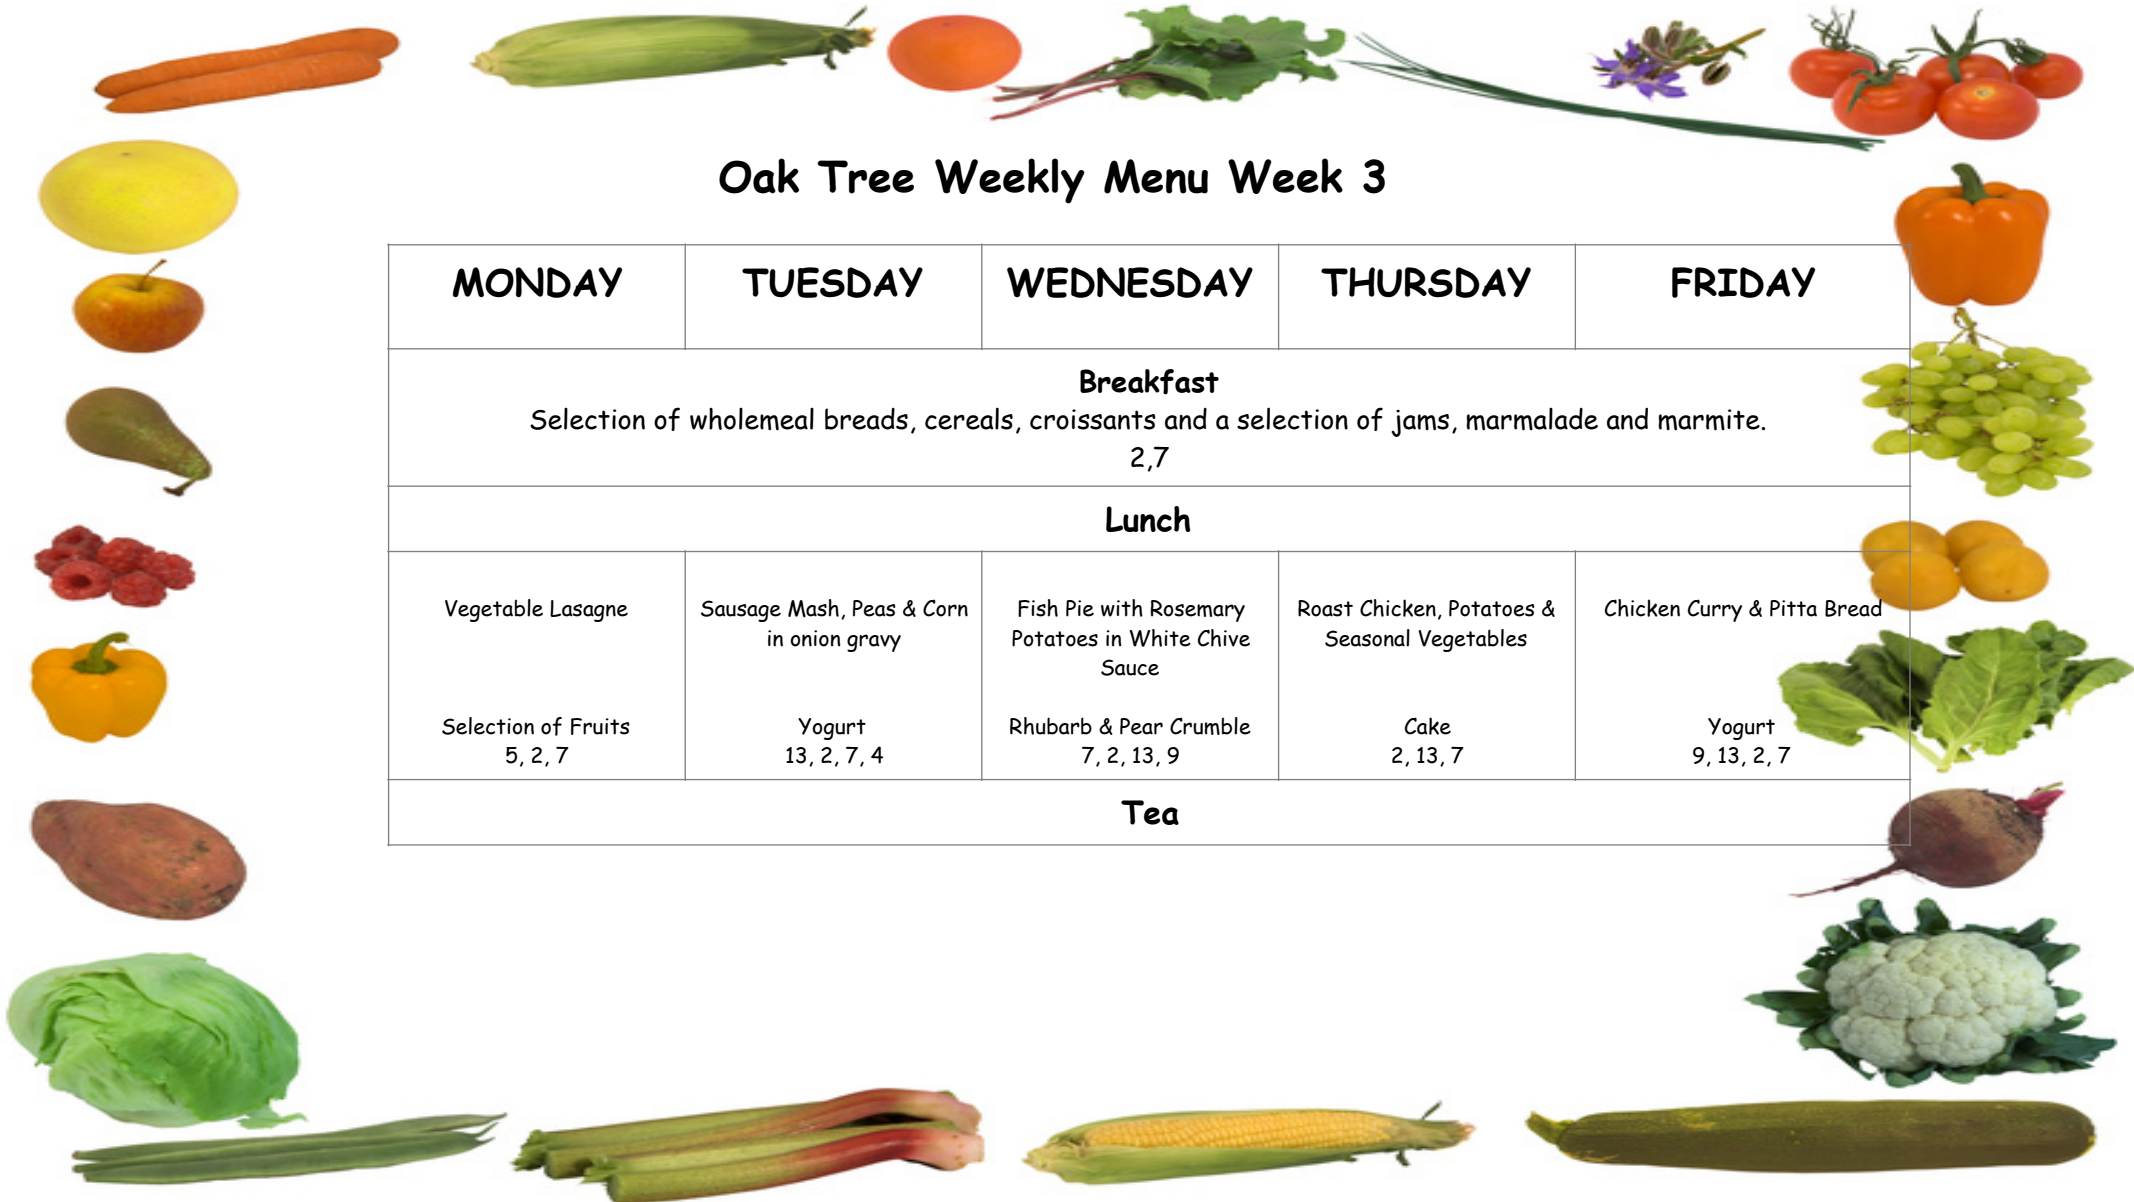 Oak Tree Weekly Menu Week 3
MONDAY
TUESDAY
WEDNESDAY
THURSDAY
FRIDAY
Breakfast
Selection of wholemeal breads, cereals, croissants and a selection of jams, marmalade and marmite.
2,7
Lunch
Vegetable Lasagne
Selection of Fruits
5, 2, 7
Sausage Mash, Peas & Corn
in onion gravy
Yogurt
13, 2, 7, 4
Fish Pie with Rosemary
Potatoes in White Chive
Sauce
Rhubarb & Pear Crumble
7, 2, 13, 9
Roast Chicken, Potatoes &
Seasonal Vegetables
Cake
2, 13, 7
Chicken Curry & Pitta Bread
Yogurt
9, 13, 2, 7
Tea